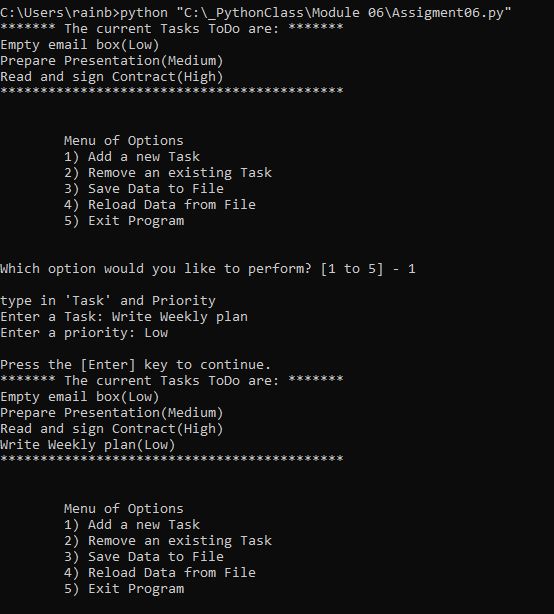 C:\Users\rainb>python "C:\_PythonClass\Module 06\Assigment06.py"
******* The current Tasks ToDo are: *******
Empty email box(Low)
Prepare Presentation(Medium)
Read and sign Contract(High)
*******************************************
Menu of Options
1) Add a new Task
2) Remove an existing Task
3) Save Data to File
4) Reload Data from File
5) Exit Program
Which option would you like to perform? [1 to 5] - 1
type in 'Task' and Priority
Enter a Task: Write Weekly plan
Enter a priority: Low
Press the [Enter] key to continue.
******* The current Tasks ToDo are: *******
Empty email box(Low)
Prepare Presentation(Medium)
Read and sign Contract(High)
Write Weekly plan(Low)
*******************************************
Menu of Options
1) Add a new Task
2) Remove an existing Task
3) Save Data to File
4) Reload Data from File
5) Exit Program